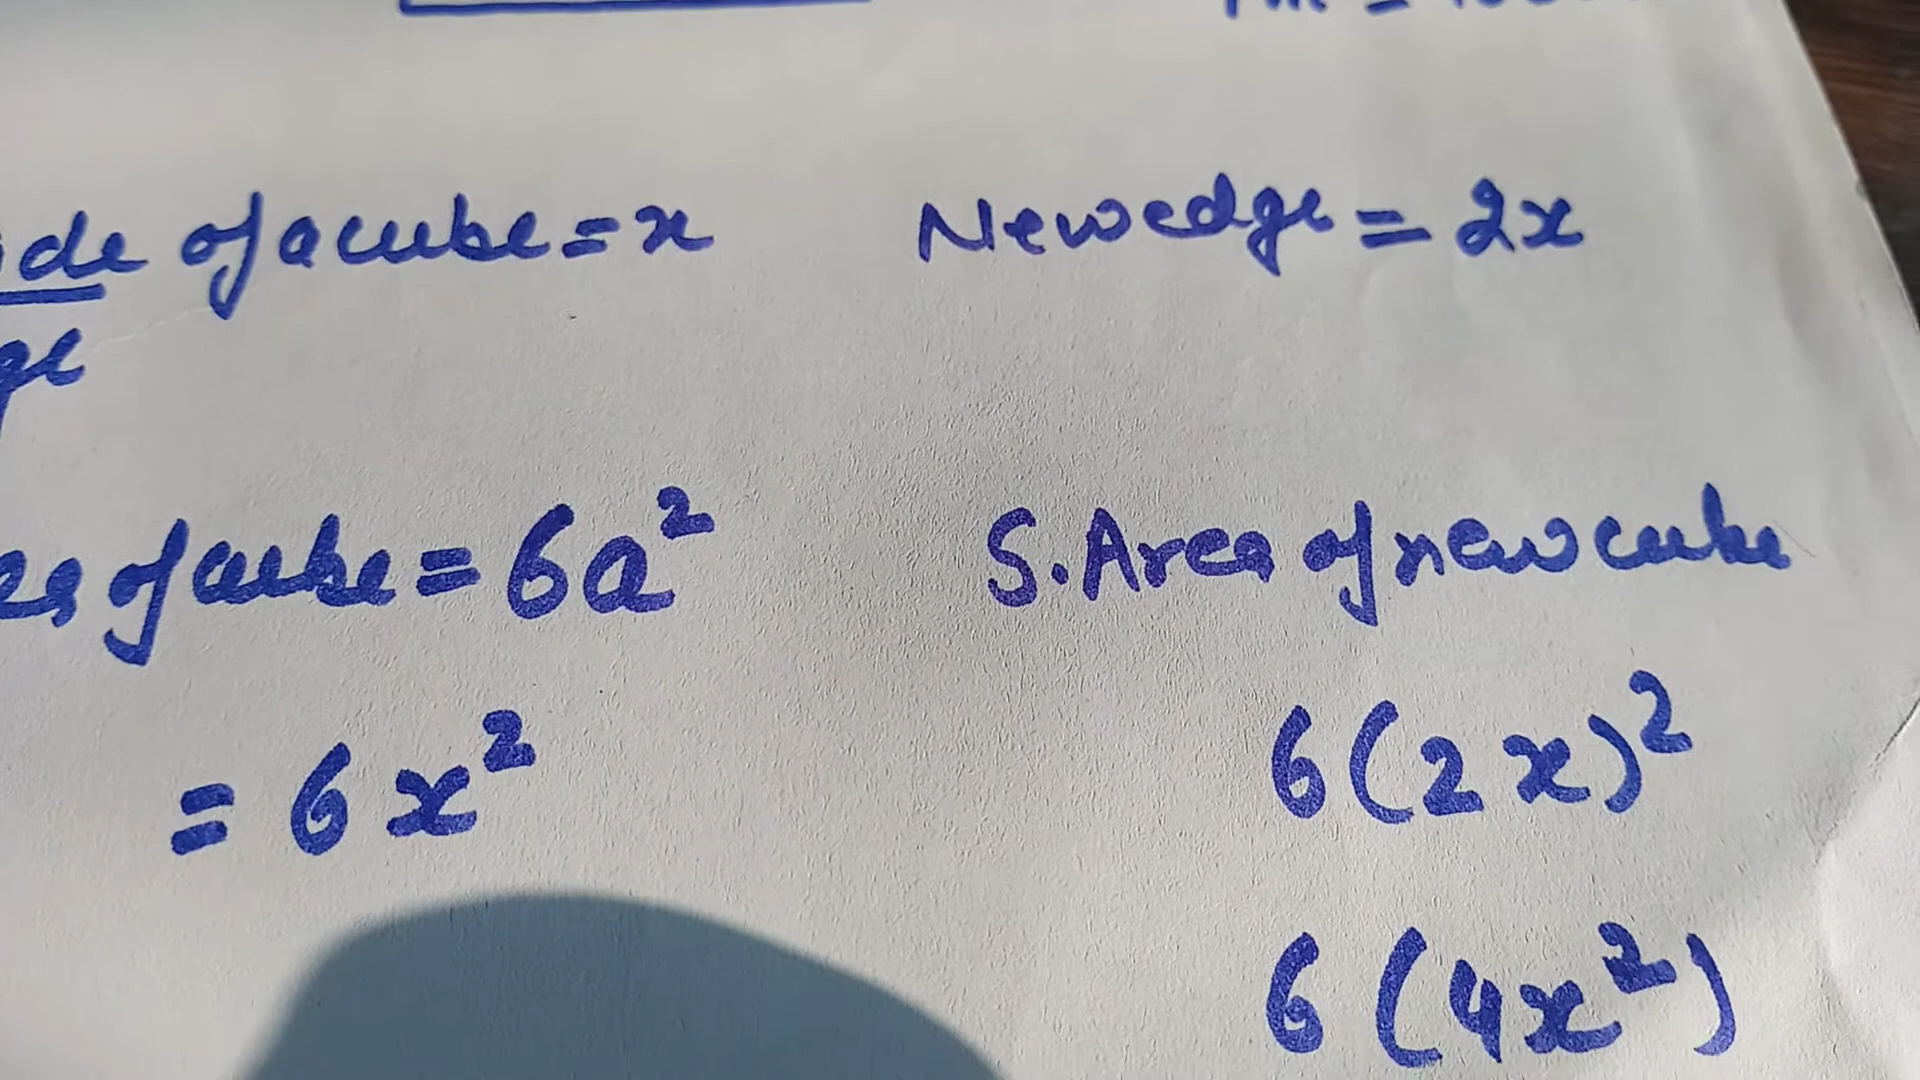 de of a cube = x
New edge = 2x
ge
of cube = 6a²
S. Area of new cube
= 6x²
6(2x)²
6(4x²)